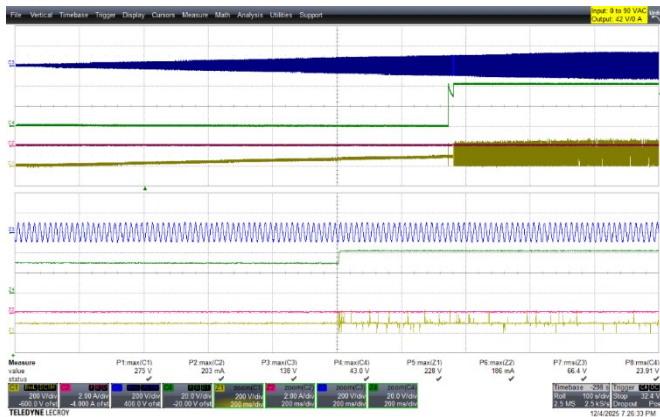 File Vertical Timebase Trigger Display Cursors Measure Math Analysis Utilities Support
Input: 0 to 90 VAC
Output: 42 V/0 A
Measure P1:max(C1) P2:max(C2) P3:max(C3) P4:max(C4) P5:max(Z1) P6:max(Z2) P7:rms(Z3) P8:rms(C4)
value 275 V 203 mA 138 V 43.0 V 228 V 186 mA 66.4 V 23.91 V
status
200 V/div 2.00 A/div 200 V/div 20.0 V/div 200 V/div 2.00 A/div 200 V/div 20.0 V/div
-600.0 V ofst -4.000 A ofst 400.0 V ofst -20.00 V ofst 200 ms/div 200 ms/div 200 ms/div 200 ms/div
zoom(C1) zoom(C2) zoom(C3) zoom(C4)
Timebase -298 s Trigger
Roll 100 s/div Stop 32.4 V
2.5 MS 2.5 kS/s Dropout
TELEDYNE LECROY
12/4/2025 7:26:33 PM